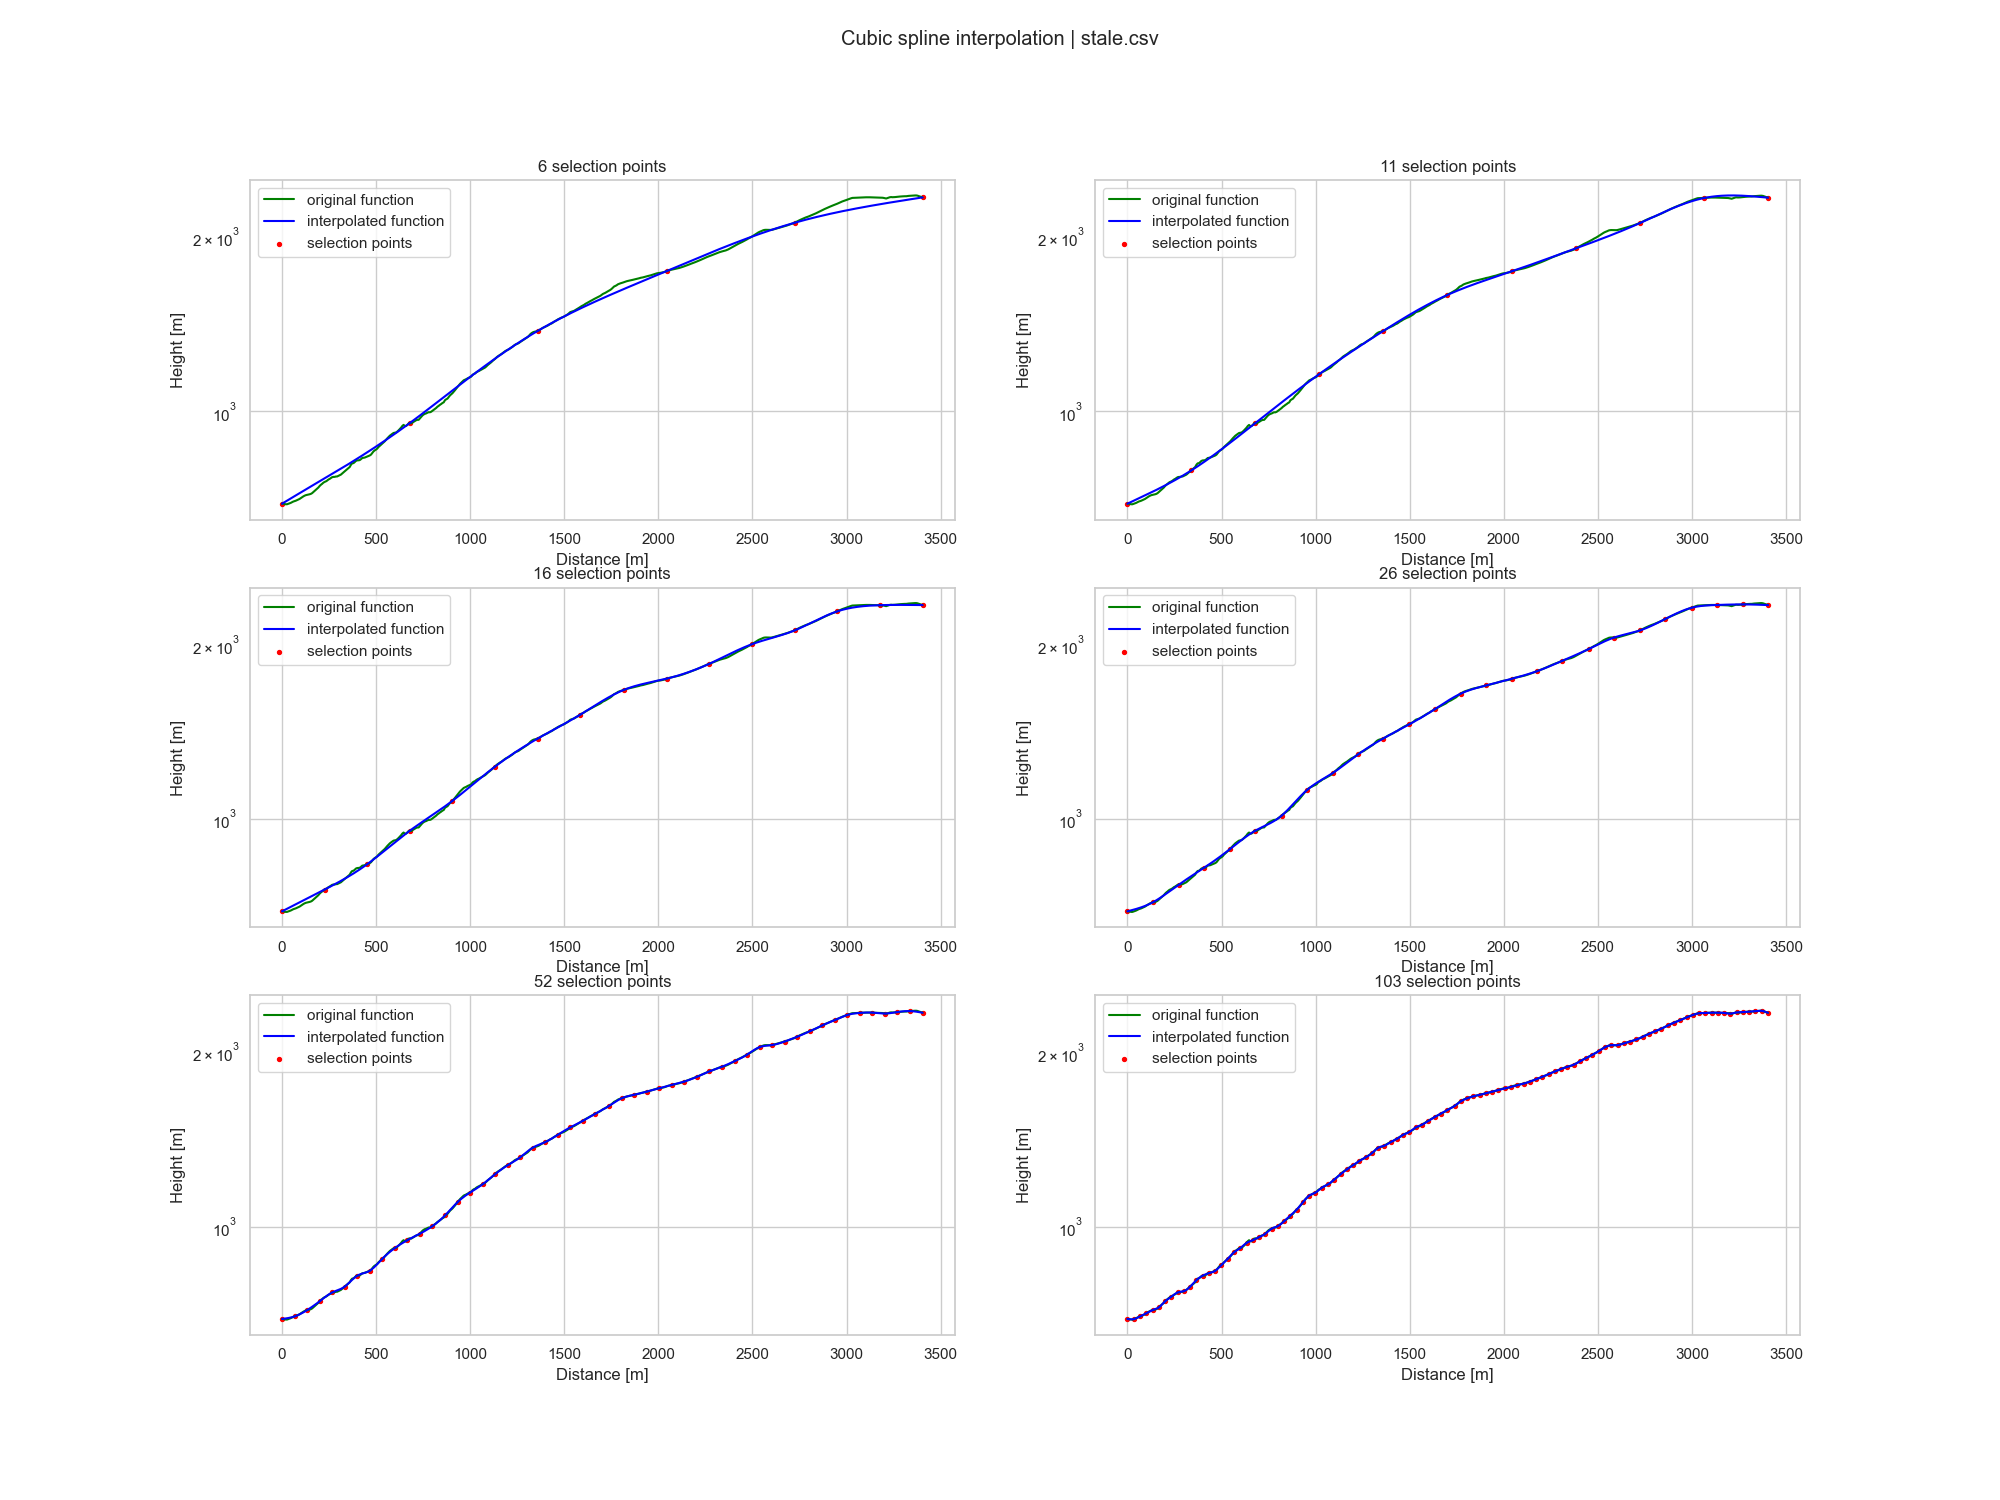 Cubic spline interpolation | stale.csv
6 selection points
original function
interpolated function
selection points
2 × 10³
10³
Height [m]
0 500 1000 1500 2000 2500 3000 3500
Distance [m]
11 selection points
original function
interpolated function
selection points
2 × 10³
10³
Height [m]
0 500 1000 1500 2000 2500 3000 3500
Distance [m]
16 selection points
original function
interpolated function
selection points
2 × 10³
10³
Height [m]
0 500 1000 1500 2000 2500 3000 3500
Distance [m]
26 selection points
original function
interpolated function
selection points
2 × 10³
10³
Height [m]
0 500 1000 1500 2000 2500 3000 3500
Distance [m]
52 selection points
original function
interpolated function
selection points
2 × 10³
10³
Height [m]
0 500 1000 1500 2000 2500 3000 3500
Distance [m]
103 selection points
original function
interpolated function
selection points
2 × 10³
10³
Height [m]
0 500 1000 1500 2000 2500 3000 3500
Distance [m]